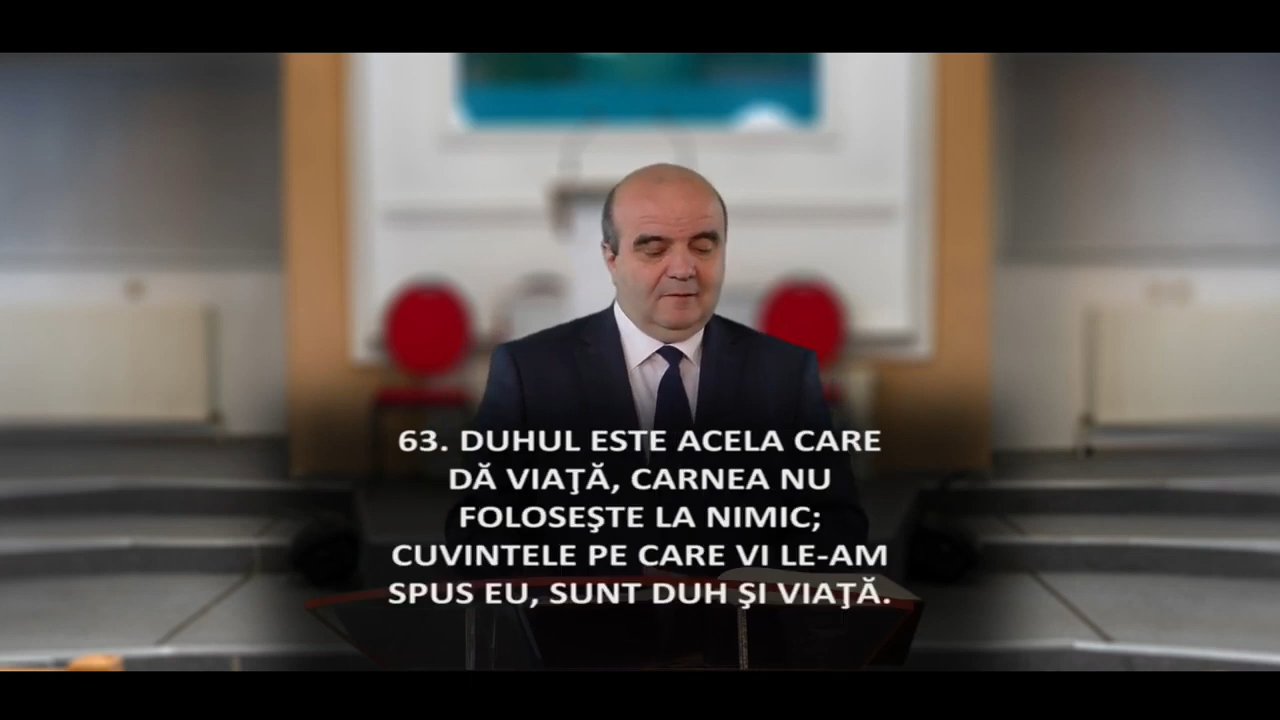 63. DUHUL ESTE ACELA CARE
DĂ VIAŢĂ, CARNEA NU
FOLOSEŞTE LA NIMIC;
CUVINTELE PE CARE VI LE-AM
SPUS EU, SUNT DUH ŞI VIAŢĂ.